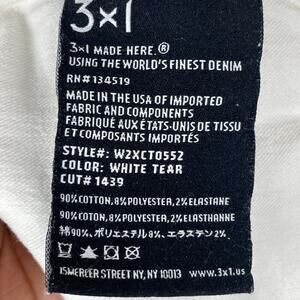 3×1
3×1 MADE HERE.®
USING THE WORLD'S FINEST DENIM
RN#134519
MADE IN THE USA OF IMPORTED
FABRIC AND COMPONENTS
FABRIQUÉ AUX ÉTATS-UNIS DE TISSU
ET COMPOSANTS IMPORTÉS
STYLE#: W2XCT0552
COLOR: WHITE TEAR
CUT# 1439
90% COTTON, 8% POLYESTER, 2% ELASTANE
90% COTTON, 8% POLYESTER, 2% ELASTHANNE
綿90%、ポリエステル8%、エラステン2%
15 MERCER STREET NY, NY 10013 www.3x1.us